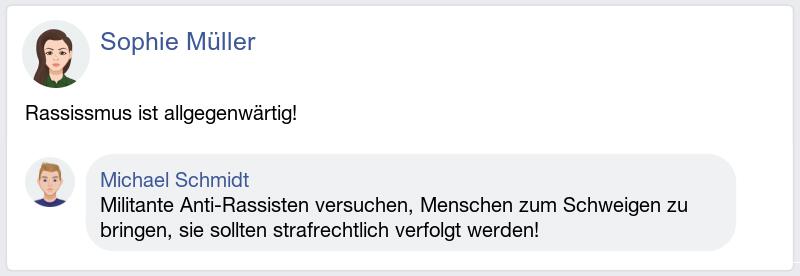 Sophie Müller
Rassissmus ist allgegenwärtig!
Michael Schmidt
Militante Anti-Rassisten versuchen, Menschen zum Schweigen zu
bringen, sie sollten strafrechtlich verfolgt werden!